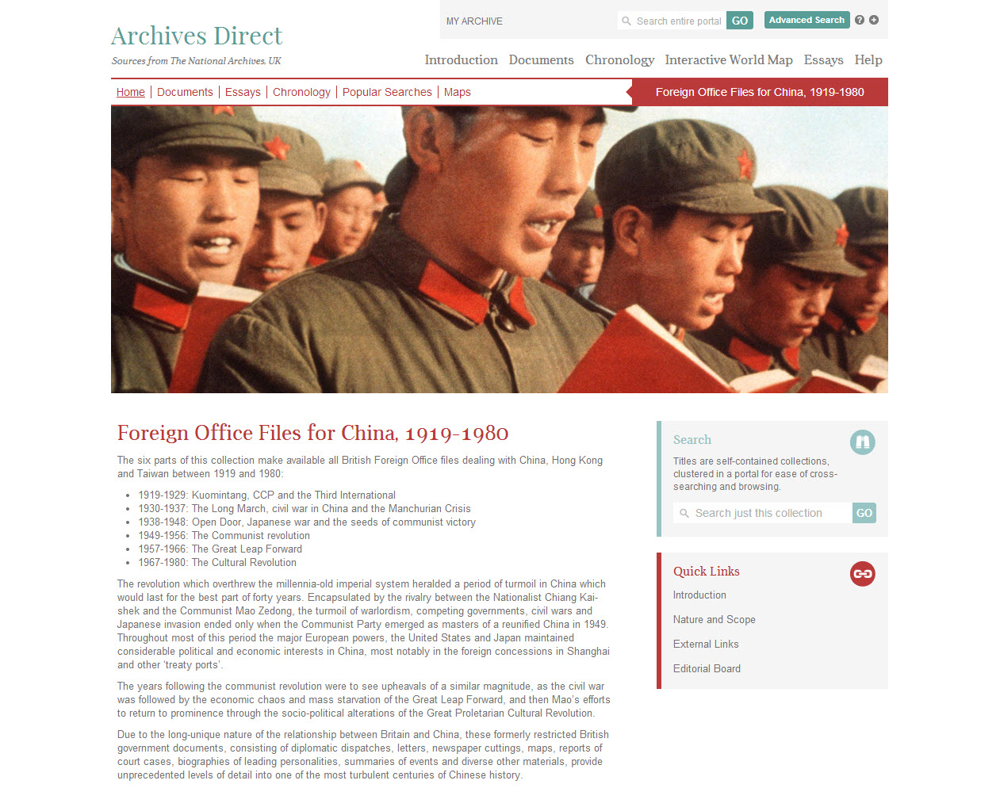 MY ARCHIVE
Search entire portal
GO
Advanced Search
?
+
Archives Direct
Sources from The National Archives, UK
Introduction Documents Chronology Interactive World Map Essays Help
Home Documents Essays Chronology Popular Searches Maps
Foreign Office Files for China, 1919-1980
Foreign Office Files for China, 1919-1980
The six parts of this collection make available all British Foreign Office files dealing with China, Hong Kong
and Taiwan between 1919 and 1980:
• 1919-1929: Kuomintang, CCP and the Third International
• 1930-1937: The Long March, civil war in China and the Manchurian Crisis
• 1938-1948: Open Door, Japanese war and the seeds of communist victory
• 1949-1956: The Communist revolution
• 1957-1966: The Great Leap Forward
• 1967-1980: The Cultural Revolution
The revolution which overthrew the millennia-old imperial system heralded a period of turmoil in China which
would last for the best part of forty years. Encapsulated by the rivalry between the Nationalist Chiang Kai-
shek and the Communist Mao Zedong, the turmoil of warlordism, competing governments, civil wars and
Japanese invasion ended only when the Communist Party emerged as masters of a reunified China in 1949.
Throughout most of this period the major European powers, the United States and Japan maintained
considerable political and economic interests in China, most notably in the foreign concessions in Shanghai
and other ‘treaty ports’.
The years following the communist revolution were to see upheavals of a similar magnitude, as the civil war
was followed by the economic chaos and mass starvation of the Great Leap Forward, and then Mao’s efforts
to return to prominence through the socio-political alterations of the Great Proletarian Cultural Revolution.
Due to the long-unique nature of the relationship between Britain and China, these formerly restricted British
government documents, consisting of diplomatic dispatches, letters, newspaper cuttings, maps, reports of
court cases, biographies of leading personalities, summaries of events and diverse other materials, provide
unprecedented levels of detail into one of the most turbulent centuries of Chinese history.
Search
Titles are self-contained collections,
clustered in a portal for ease of cross-
searching and browsing.
Search just this collection
GO
Quick Links
Introduction
Nature and Scope
External Links
Editorial Board